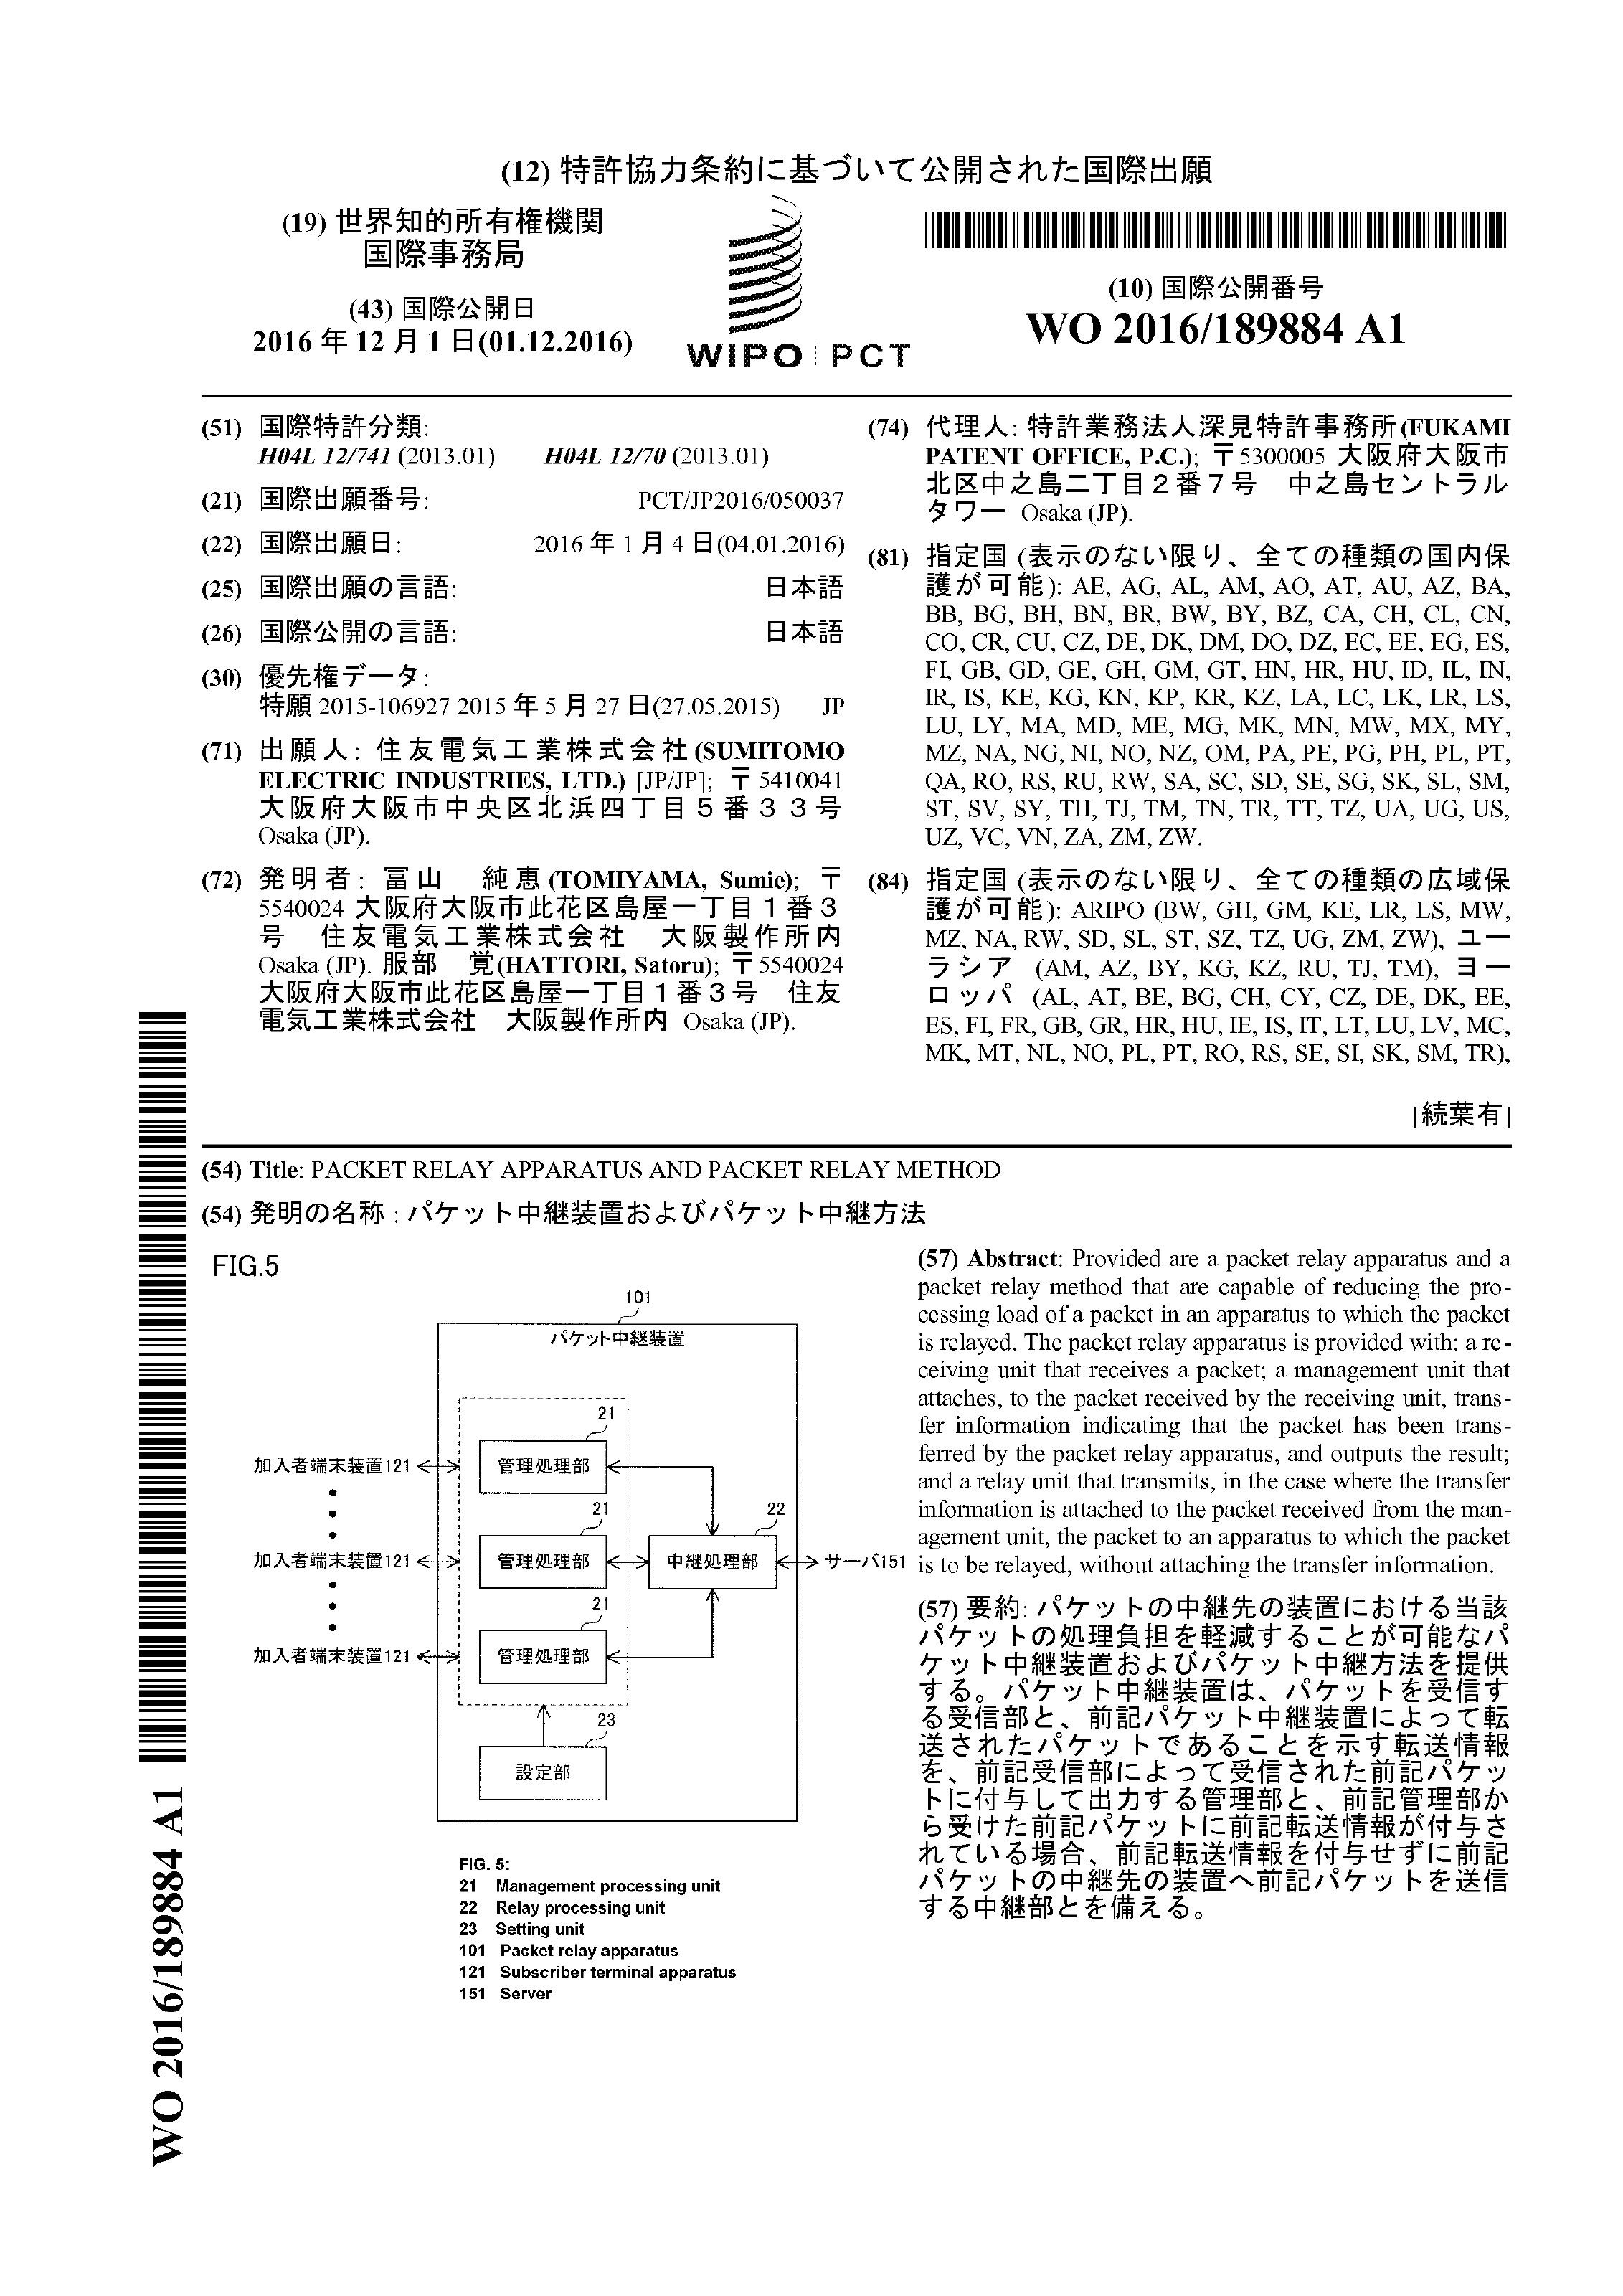 (12) 特許協力条約に基づいて公開された国際出願
(19) 世界知的所有権機関
国際事務局
(43) 国際公開日
2016 年 12 月 1 日(01.12.2016)
WIPO | PCT
(10) 国際公開番号
WO 2016/189884 A1
(51) 国際特許分類:
H04L 12/741 (2013.01) H04L 12/70 (2013.01)
(21) 国際出願番号: PCT/JP2016/050037
(22) 国際出願日: 2016 年 1 月 4 日(04.01.2016)
(25) 国際出願の言語: 日本語
(26) 国際公開の言語: 日本語
(30) 優先権データ:
特願 2015-106927 2015 年 5 月 27 日(27.05.2015) JP
(71) 出願人: 住友電気工業株式会社(SUMITOMO
ELECTRIC INDUSTRIES, LTD.) [JP/JP]; 〒5410041
大阪府大阪市中央区北浜四丁目5番33号
Osaka (JP).
(72) 発明者: 冨山 純恵(TOMIYAMA, Sumie); 〒
5540024 大阪府大阪市此花区島屋一丁目1番3
号 住友電気工業株式会社 大阪製作所内
Osaka (JP). 服部 覚(HATTORI, Satoru); 〒5540024
大阪府大阪市此花区島屋一丁目1番3号 住友
電気工業株式会社 大阪製作所内 Osaka (JP).
(74) 代理人: 特許業務法人深見特許事務所(FUKAMI
PATENT OFFICE, P.C.); 〒5300005 大阪府大阪市
北区中之島二丁目2番7号 中之島セントラル
タワー Osaka (JP).
(81) 指定国 (表示のない限り、全ての種類の国内保
護が可能): AE, AG, AL, AM, AO, AT, AU, AZ, BA,
BB, BG, BH, BN, BR, BW, BY, BZ, CA, CH, CL, CN,
CO, CR, CU, CZ, DE, DK, DM, DO, DZ, EC, EE, EG, ES,
FI, GB, GD, GE, GH, GM, GT, HN, HR, HU, ID, IL, IN,
IR, IS, KE, KG, KN, KP, KR, KZ, LA, LC, LK, LR, LS,
LU, LY, MA, MD, ME, MG, MK, MN, MW, MX, MY,
MZ, NA, NG, NI, NO, NZ, OM, PA, PE, PG, PH, PL, PT,
QA, RO, RS, RU, RW, SA, SC, SD, SE, SG, SK, SL, SM,
ST, SV, SY, TH, TJ, TM, TN, TR, TT, TZ, UA, UG, US,
UZ, VC, VN, ZA, ZM, ZW.
(84) 指定国 (表示のない限り、全ての種類の広域保
護が可能): ARIPO (BW, GH, GM, KE, LR, LS, MW,
MZ, NA, RW, SD, SL, ST, SZ, TZ, UG, ZM, ZW), ユー
ラシア (AM, AZ, BY, KG, KZ, RU, TJ, TM), ヨー
ロッパ (AL, AT, BE, BG, CH, CY, CZ, DE, DK, EE,
ES, FI, FR, GB, GR, HR, HU, IE, IS, IT, LT, LU, LV, MC,
MK, MT, NL, NO, PL, PT, RO, RS, SE, SI, SK, SM, TR),
[続葉有]
(54) Title: PACKET RELAY APPARATUS AND PACKET RELAY METHOD
(54) 発明の名称 : パケット中継装置およびパケット中継方法
FIG.5
101
パケット中継装置
21
加入者端末装置121
管理処理部
21
22
加入者端末装置121
管理処理部
中継処理部
サーバ151
21
加入者端末装置121
管理処理部
23
設定部
FIG. 5:
21 Management processing unit
22 Relay processing unit
23 Setting unit
101 Packet relay apparatus
121 Subscriber terminal apparatus
151 Server
(57) Abstract: Provided are a packet relay apparatus and a
packet relay method that are capable of reducing the pro-
cessing load of a packet in an apparatus to which the packet
is relayed. The packet relay apparatus is provided with: a re-
ceiving unit that receives a packet; a management unit that
attaches, to the packet received by the receiving unit, trans-
fer information indicating that the packet has been trans-
ferred by the packet relay apparatus, and outputs the result;
and a relay unit that transmits, in the case where the transfer
information is attached to the packet received from the man-
agement unit, the packet to an apparatus to which the packet
is to be relayed, without attaching the transfer information.
(57) 要約: パケットの中継先の装置における当該
パケットの処理負担を軽減することが可能なパ
ケット中継装置およびパケット中継方法を提供
する。パケット中継装置は、パケットを受信す
る受信部と、前記パケット中継装置によって転
送されたパケットであることを示す転送情報
を、前記受信部によって受信された前記パケッ
トに付与して出力する管理部と、前記管理部か
ら受けた前記パケットに前記転送情報が付与さ
れている場合、前記転送情報を付与せずに前記
パケットの中継先の装置へ前記パケットを送信
する中継部とを備える。
WO 2016/189884 A1